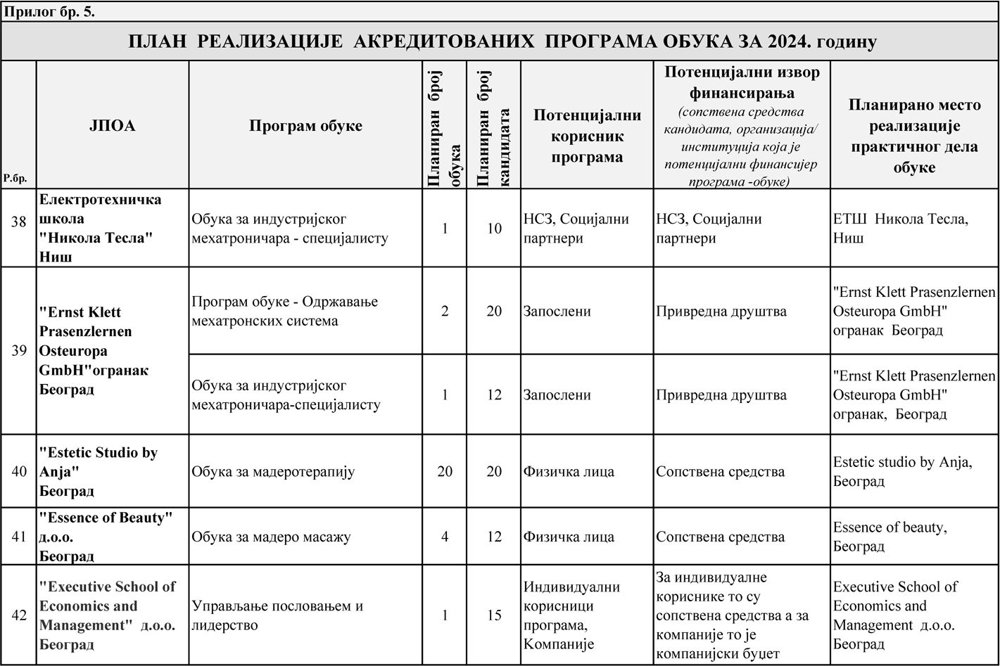 Прилог бр. 5.
ПЛАН РЕАЛИЗАЦИЈЕ АКРЕДИТОВАНИХ ПРОГРАМА ОБУКА ЗА 2024. годину
Р.бр.
ЈПОА
Програм обуке
Планиран број
обука
Планиран број
кандидата
Потенцијални
корисник
програма
Потенцијални извор
финансирања
(сопствена средства
кандидата, организација/
институција која је
потенцијални финансијер
програма -обуке)
Планирано место
реализације
практичног дела
обуке
38
Електротехничка
школа
"Никола Тесла"
Ниш
Обука за индустријског
мехатроничара - специјалисту
1
10
НСЗ, Социјални
партнери
НСЗ, Социјални
партнери
ЕТШ Никола Тесла,
Ниш
39
"Ernst Klett
Prasenzlernen
Osteuropa
GmbH"огранак
Београд
Програм обуке - Одржавање
мехатронских система
2
20
Запослени
Привредна друштва
"Ernst Klett Prasenzlernen
Osteuropa GmbH"
огранак Београд
Обука за индустријског
мехатроничара-специјалисту
1
12
Запослени
Привредна друштва
"Ernst Klett Prasenzlernen
Osteuropa GmbH"
огранак, Београд
40
"Estetic Studio by
Anja"
Београд
Обука за мадеротерапију
20
20
Физичка лица
Сопствена средства
Estetic studio by Anja,
Београд
41
"Essence of Beauty"
д.о.о.
Београд
Обука за мадеро масажу
4
12
Физичка лица
Сопствена средства
Essence of beauty,
Београд
42
"Executive School of
Economics and
Management" д.о.о.
Београд
Управљање пословањем и
лидерство
1
15
Индивидуални
корисници
програма,
Компаније
За индивидуалне
кориснике то су
сопствена средства а за
компаније то је
компанијски буџет
Executive School of
Economics and
Management д.о.о.
Београд